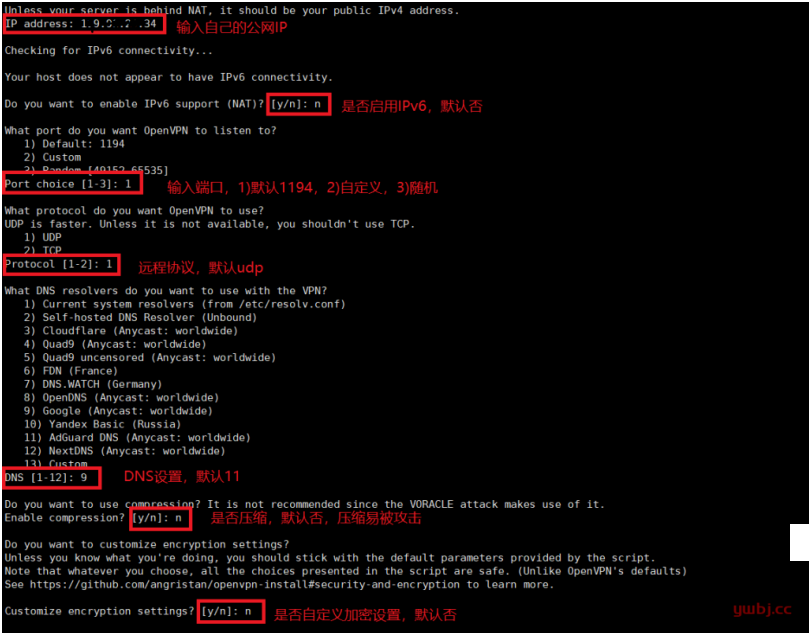 Unless your server is behind NAT, it should be your public IPv4 address.
IP address: 输入自己的公网IP
Checking for IPv6 connectivity...
Your host does not appear to have IPv6 connectivity.
Do you want to enable IPv6 support (NAT)? [y/n]: n 是否启用IPv6，默认否
What port do you want OpenVPN to listen to?
1) Default: 1194
2) Custom
3) Random [49152-65535]
Port choice [1-3]: 1 输入端口，1)默认1194，2)自定义，3)随机
What protocol do you want OpenVPN to use?
UDP is faster. Unless it is not available, you shouldn't use TCP.
1) UDP
2) TCP
Protocol [1-2]: 1 远程协议，默认udp
What DNS resolvers do you want to use with the VPN?
1) Current system resolvers (from /etc/resolv.conf)
2) Self-hosted DNS Resolver (Unbound)
3) Cloudflare (Anycast: worldwide)
4) Quad9 (Anycast: worldwide)
5) Quad9 uncensored (Anycast: worldwide)
6) FDN (France)
7) DNS.WATCH (Germany)
8) OpenDNS (Anycast: worldwide)
9) Google (Anycast: worldwide)
10) Yandex Basic (Russia)
11) AdGuard DNS (Anycast: worldwide)
12) NextDNS (Anycast: worldwide)
13) Custom
DNS [1-12]: 9 DNS设置，默认11
Do you want to use compression? It is not recommended since the VORACLE attack makes use of it.
Enable compression? [y/n]: n 是否压缩，默认否，压缩易被攻击
Do you want to customize encryption settings?
Unless you know what you're doing, you should stick with the default parameters provided by the script.
Note that whatever you choose, all the choices presented in the script are safe. (Unlike OpenVPN's defaults)
See https://github.com/angristan/openvpn-install#security-and-encryption to learn more.
Customize encryption settings? [y/n]: n 是否自定义加密设置，默认否
ywbj.cc